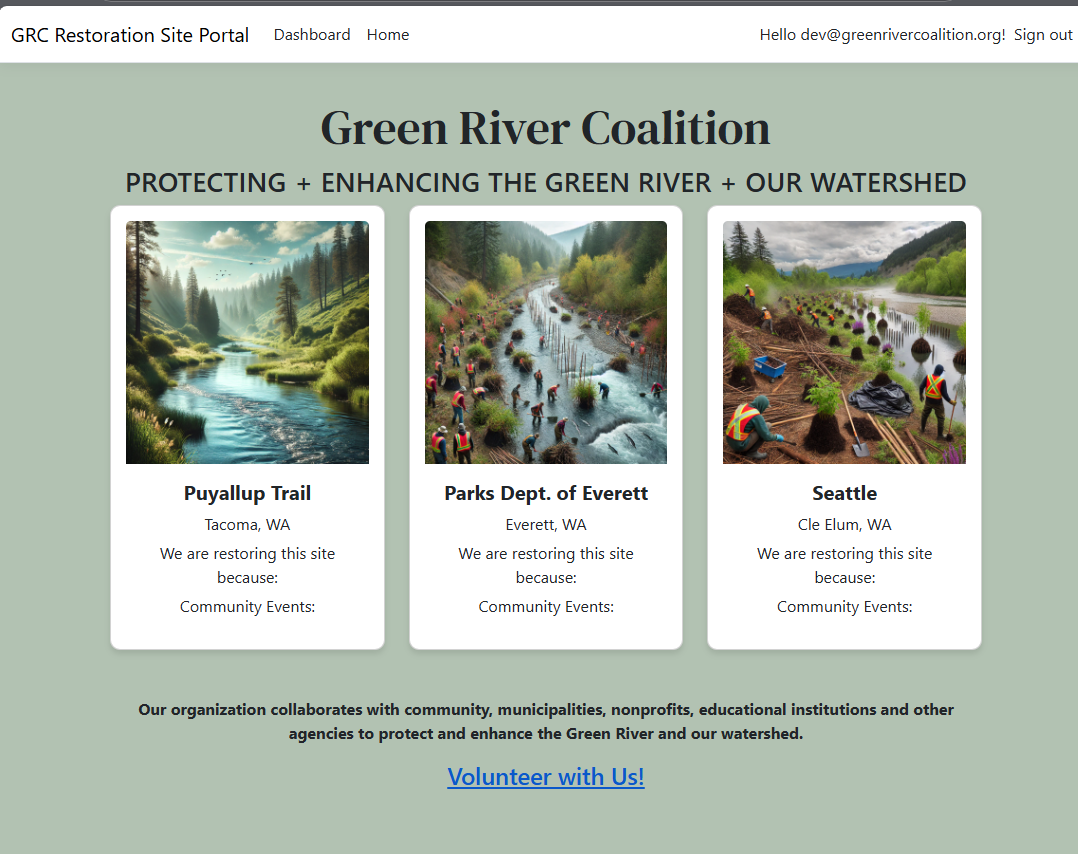 GRC Restoration Site Portal Dashboard Home Hello dev@greenrivercoalition.org! Sign out
Green River Coalition
PROTECTING + ENHANCING THE GREEN RIVER + OUR WATERSHED
Puyallup Trail
Tacoma, WA
We are restoring this site
because:
Community Events:
Parks Dept. of Everett
Everett, WA
We are restoring this site
because:
Community Events:
Seattle
Cle Elum, WA
We are restoring this site
because:
Community Events:
Our organization collaborates with community, municipalities, nonprofits, educational institutions and other
agencies to protect and enhance the Green River and our watershed.
Volunteer with Us!